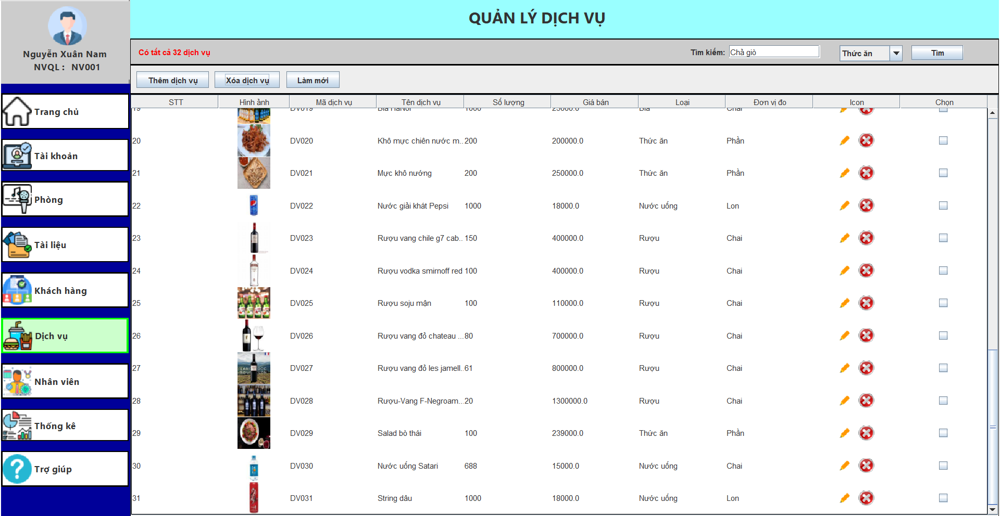 QUẢN LÝ DỊCH VỤ
Nguyễn Xuân Nam
NVQL : NV001
Có tất cả 32 dịch vụ
Tìm kiếm: Chả giò Thức ăn Tìm
Thêm dịch vụ Xóa dịch vụ Làm mới
Trang chủ
Tài khoản
Phòng
Tài liệu
Khách hàng
Dịch vụ
Nhân viên
Thống kê
Trợ giúp
STT Hình ảnh Mã dịch vụ Tên dịch vụ Số lượng Giá bán Loại Đơn vị đo Icon Chọn
19 DV019 Bia HaNoi 1000 25000.0 Bia Chai
20 DV020 Khô mực chiên nước m... 200 200000.0 Thức ăn Phần
21 DV021 Mực khô nướng 200 250000.0 Thức ăn Phần
22 DV022 Nước giải khát Pepsi 1000 18000.0 Nước uống Lon
23 DV023 Rượu vang chile g7 cab... 150 400000.0 Rượu Chai
24 DV024 Rượu vodka smirnoff red 100 400000.0 Rượu Chai
25 DV025 Rượu soju mận 100 110000.0 Rượu Chai
26 DV026 Rượu vang đỏ chateau ... 80 700000.0 Rượu Chai
27 DV027 Rượu vang đỏ les jamell... 61 800000.0 Rượu Chai
28 DV028 Rượu-Vang F-Negroam... 20 1300000.0 Rượu Chai
29 DV029 Salad bò thái 100 239000.0 Thức ăn Phần
30 DV030 Nước uống Satari 688 15000.0 Nước uống Chai
31 DV031 String dâu 1000 18000.0 Nước uống Lon